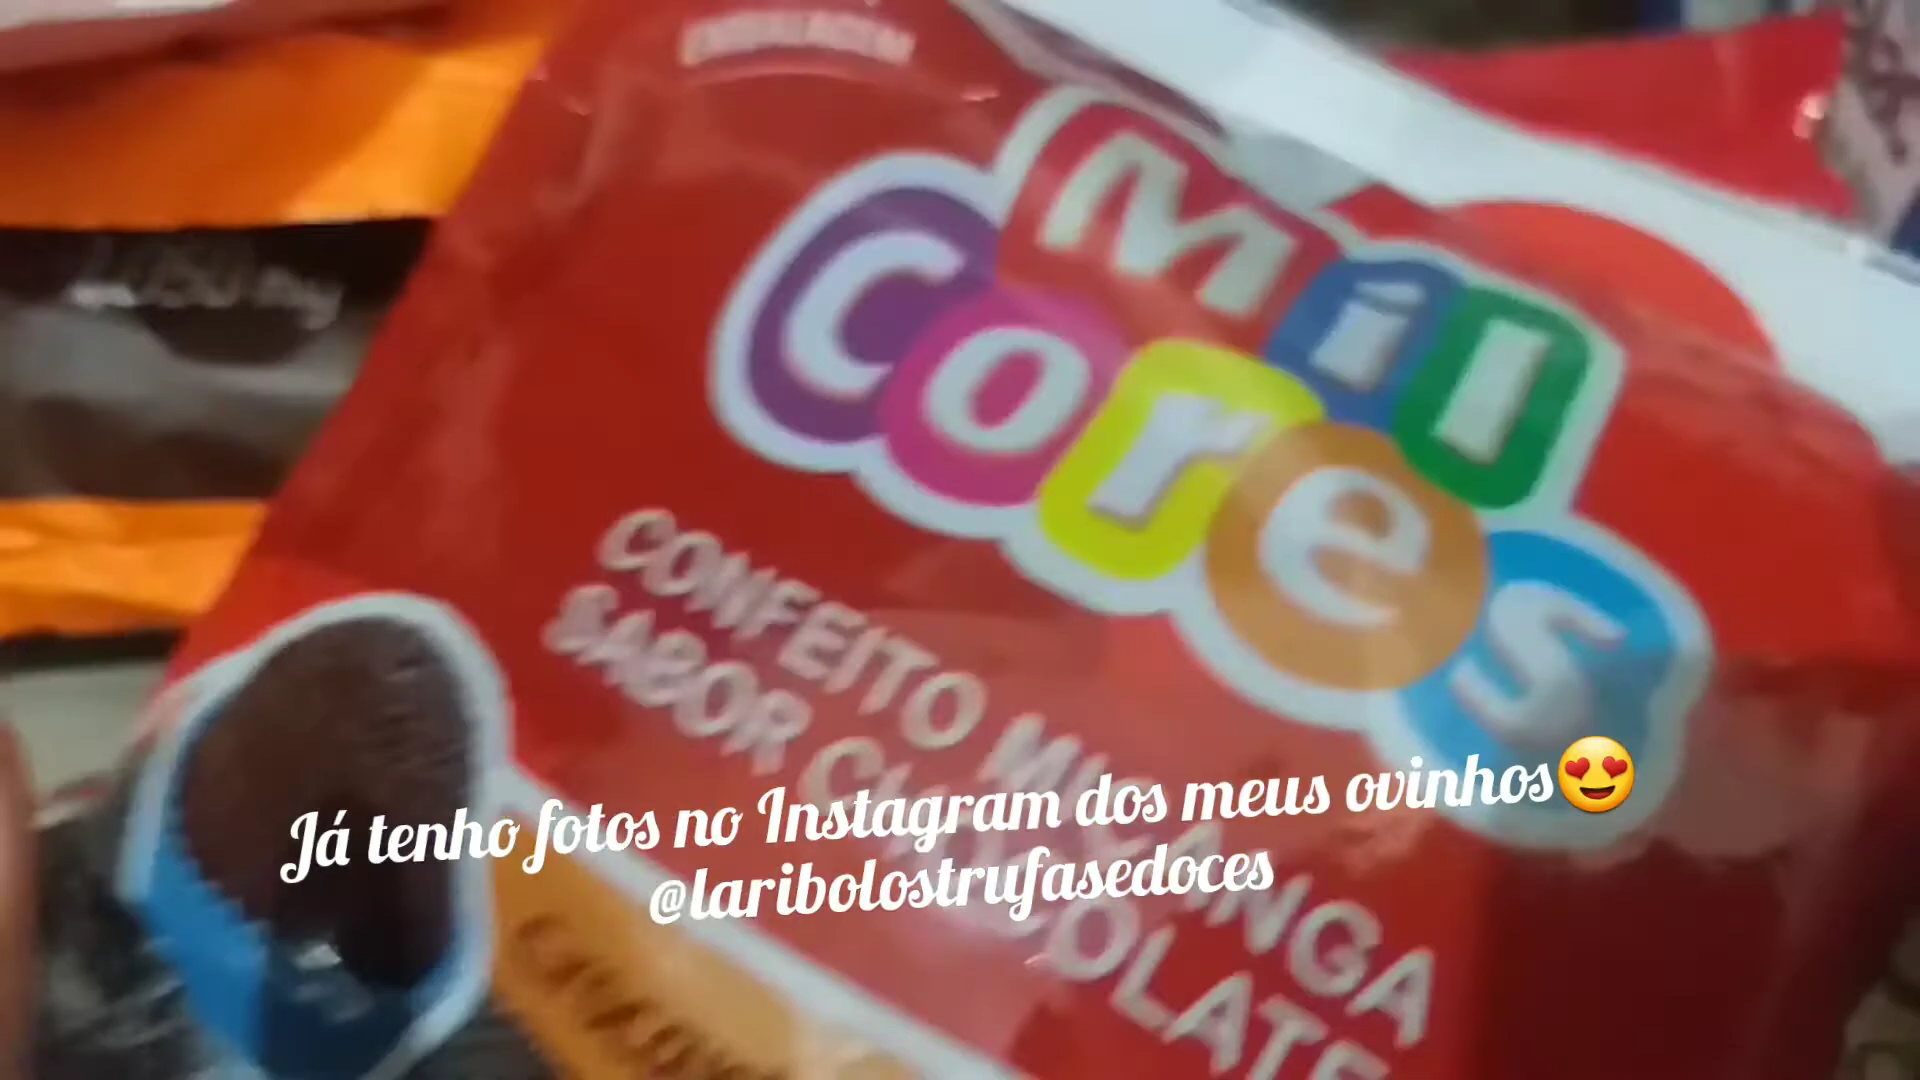 Mil
Cores
CONFEITO MIÇANGA
SABOR CHOCOLATE
Já tenho fotos no Instagram dos meus ovinhos😍
@laribolostrufasedoces